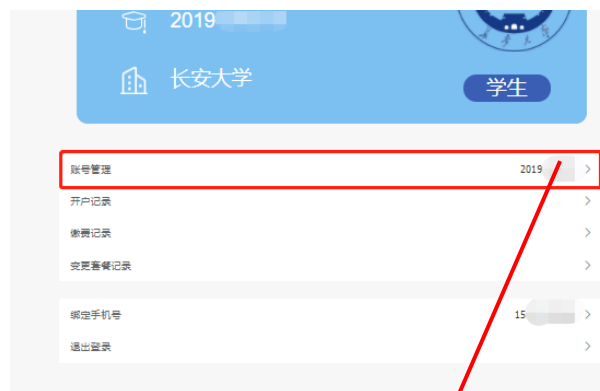 2019
长安大学
学生
账号管理 2019
开户记录
缴费记录
变更套餐记录
绑定手机号 15
退出登录